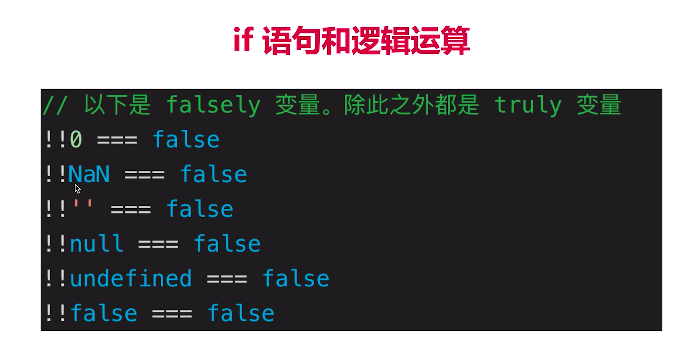 if 语句和逻辑运算
// 以下是 falsely 变量。除此之外都是 truly 变量
!!0 === false
!!NaN === false
!!'' === false
!!null === false
!!undefined === false
!!false === false